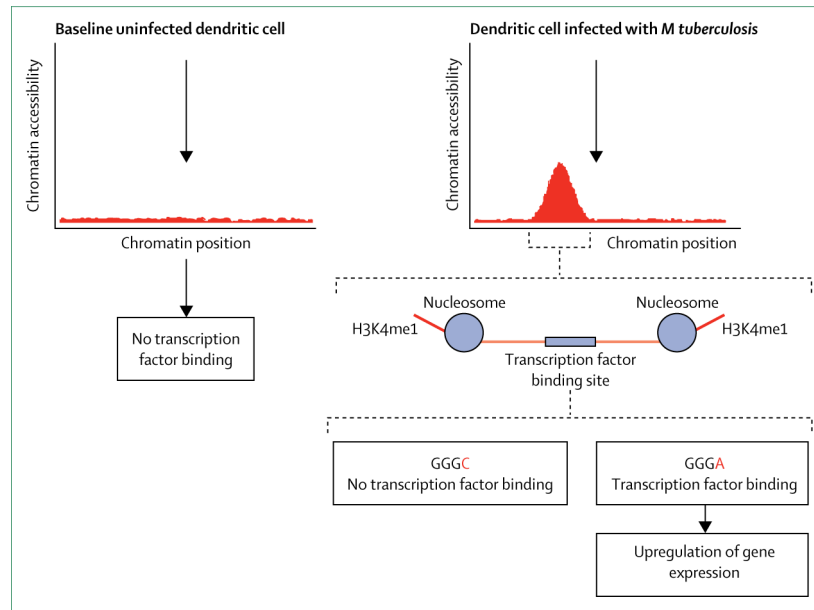 Baseline uninfected dendritic cell
Chromatin accessibility
Chromatin position
No transcription
factor binding
Dendritic cell infected with M tuberculosis
Chromatin accessibility
Chromatin position
Nucleosome
Nucleosome
H3K4me1
H3K4me1
Transcription factor
binding site
GGGC
No transcription factor binding
GGGA
Transcription factor binding
Upregulation of gene
expression